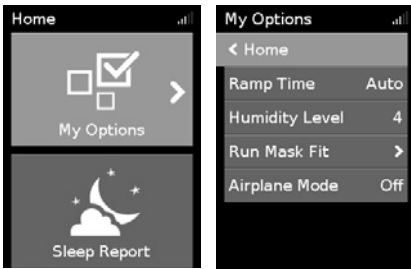 Home
My Options
Sleep Report
My Options
< Home
Ramp Time Auto
Humidity Level 4
Run Mask Fit >
Airplane Mode Off